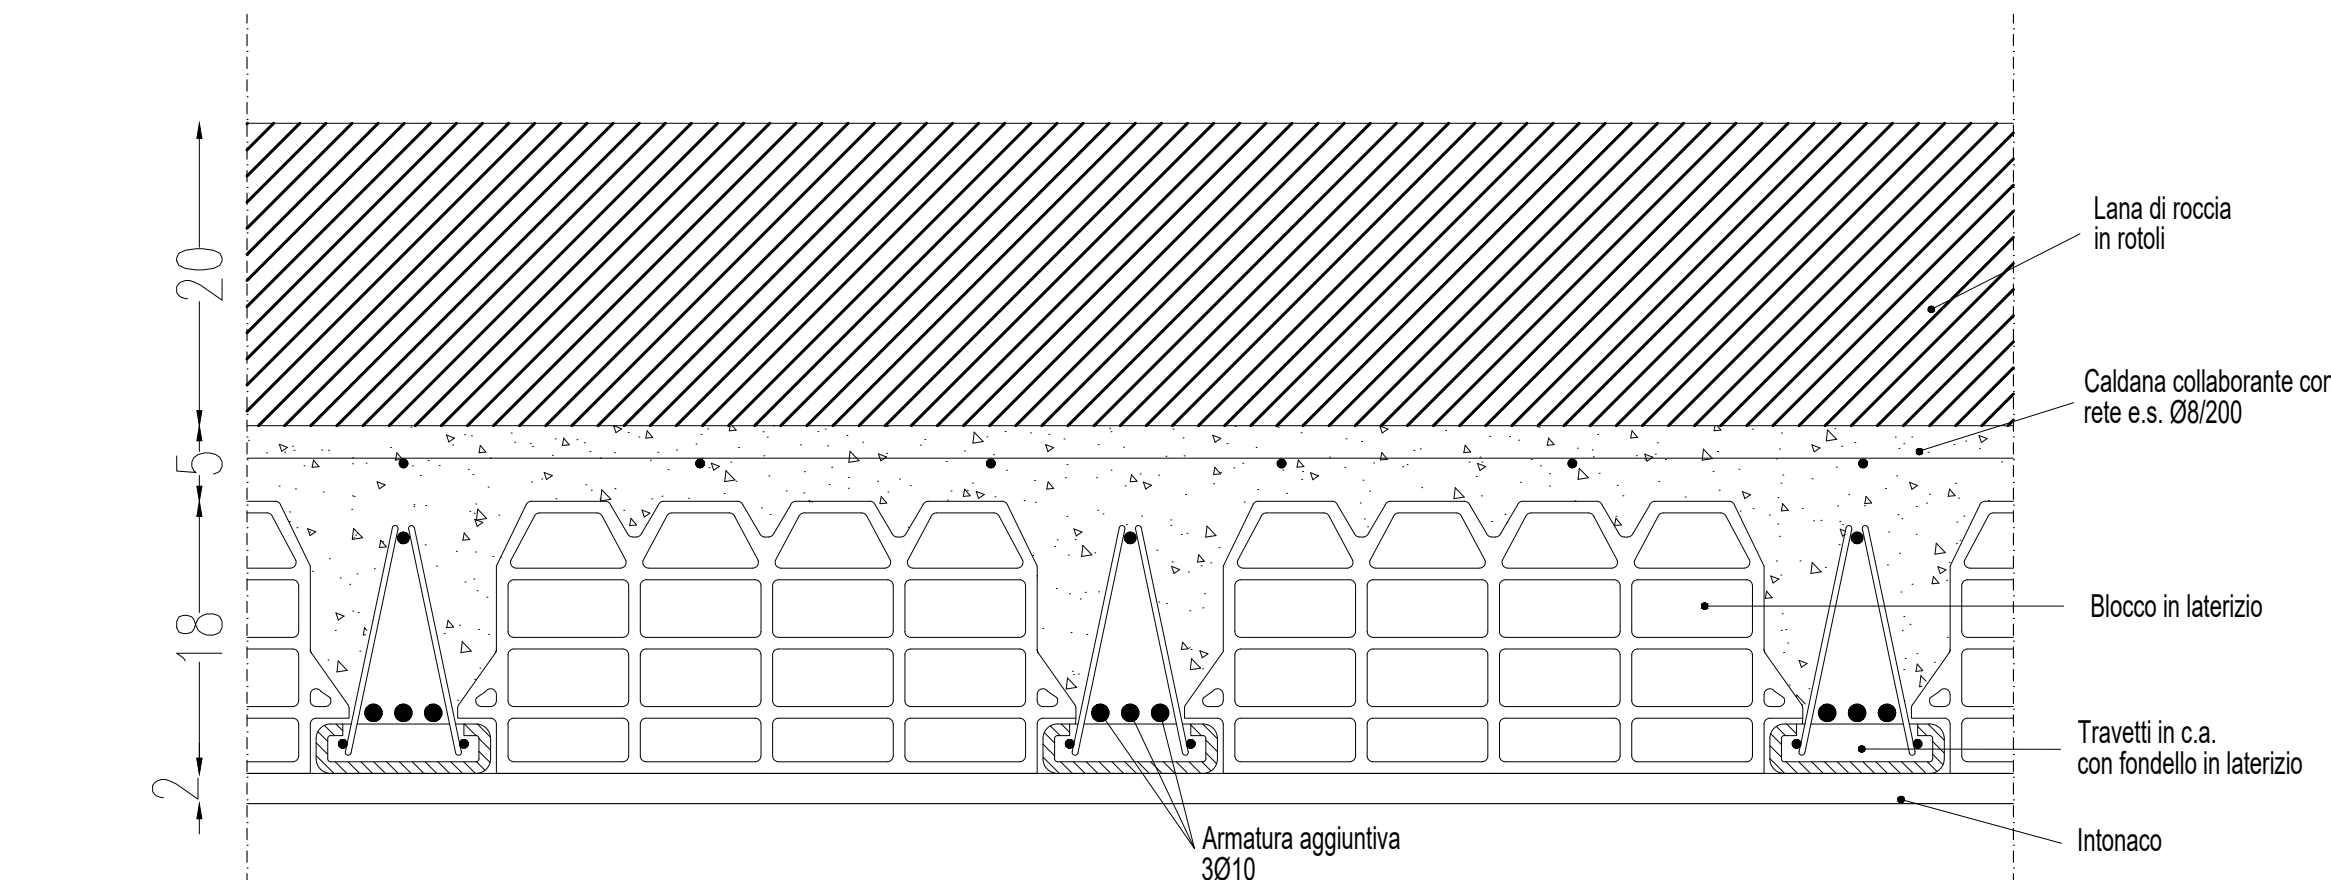 20
5
18
2
Lana di roccia
in rotoli
Caldana collaborante con
rete e.s. Ø8/200
Blocco in laterizio
Travetti in c.a.
con fondello in laterizio
Intonaco
Armatura aggiuntiva
3Ø10